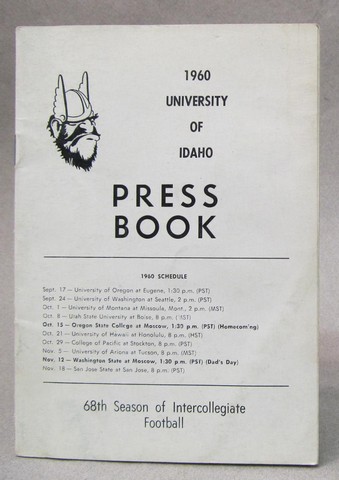 1960
UNIVERSITY
OF
IDAHO
PRESS
BOOK
1960 SCHEDULE
Sept. 17 — University of Oregon at Eugene, 1:30 p.m. (PST)
Sept. 24 — University of Washington at Seattle, 2 p.m. (PST)
Oct. 1 — University of Montana at Missoula, Mont., 2 p.m. (MST)
Oct. 8 — Utah State University at Boise, 8 p.m. (MST)
Oct. 15 — Oregon State College at Moscow, 1:30 p.m. (PST) (Homecoming)
Oct. 21 — University of Hawaii at Honolulu, 8 p.m. (HST)
Oct. 29 — College of Pacific at Stockton, 8 p.m. (PST)
Nov. 5 — University of Arizona at Tucson, 8 p.m. (MST)
Nov. 12 — Washington State at Moscow, 1:30 p.m. (PST) (Dad's Day)
Nov. 18 — San Jose State at San Jose, 8 p.m. (PST)
68th Season of Intercollegiate
Football